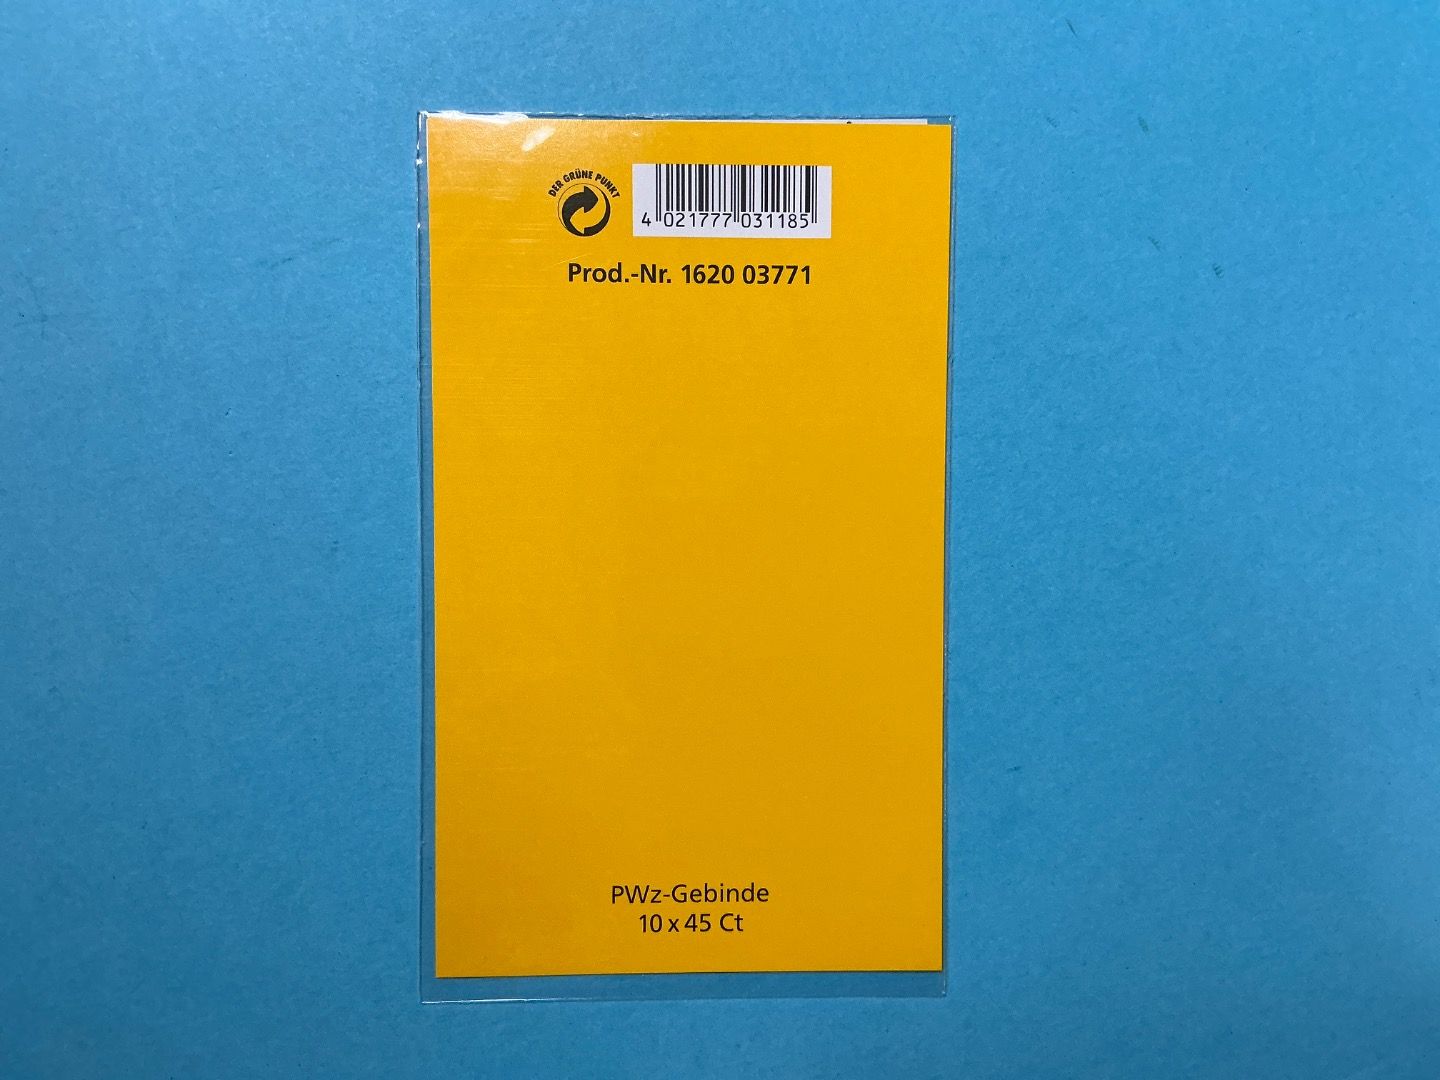 DER GRÜNE PUNKT
4 021777 031185
Prod.-Nr. 1620 03771
PWz-Gebinde
10 x 45 Ct